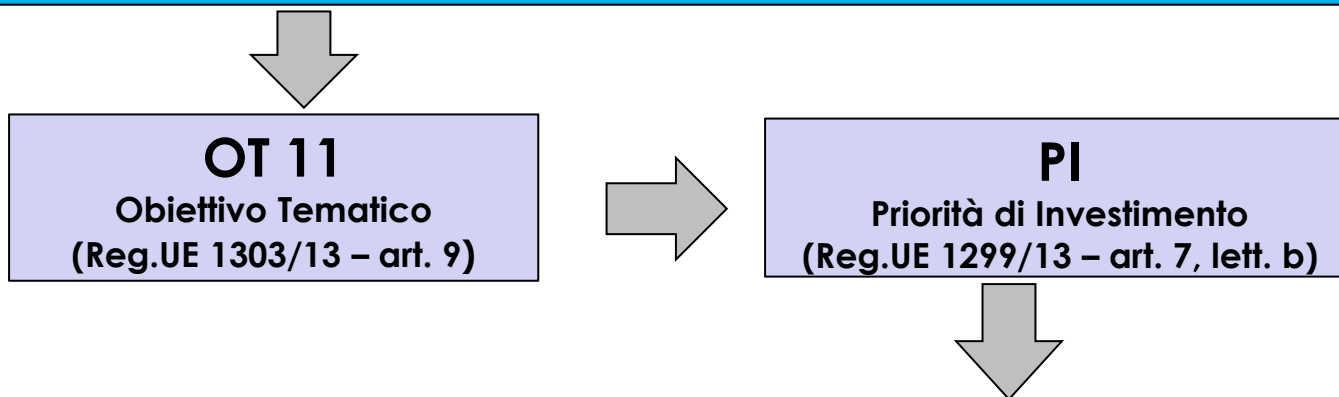 OT 11
Obiettivo Tematico
(Reg.UE 1303/13 – art. 9)
PI
Priorità di Investimento
(Reg.UE 1299/13 – art. 7, lett. b)